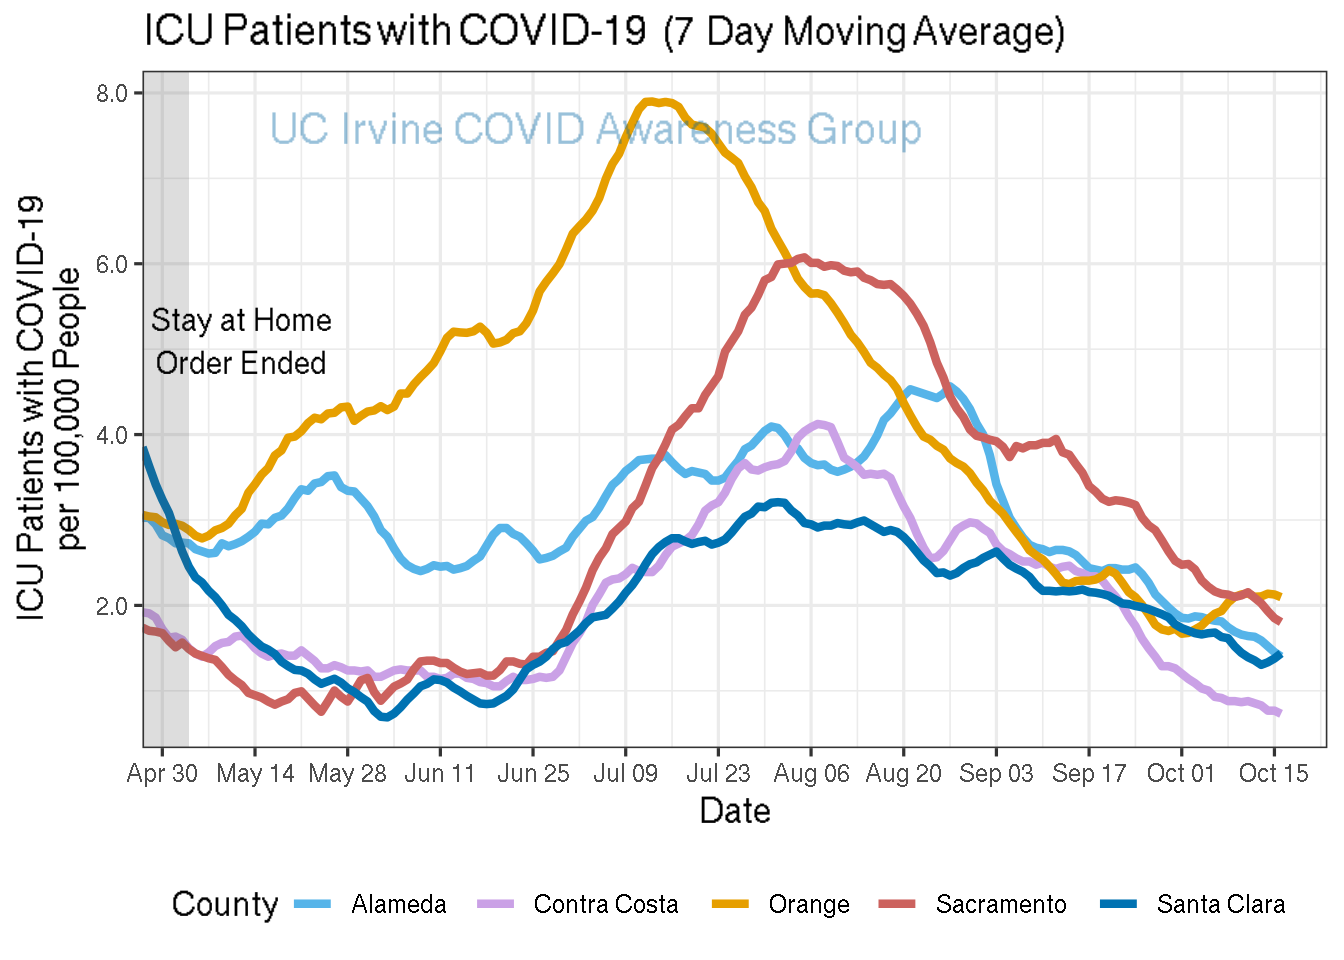 ICU Patients with COVID-19 (7 Day Moving Average)
UC Irvine COVID Awareness Group
ICU Patients with COVID-19
per 100,000 People
8.0
6.0
4.0
2.0
Stay at Home
Order Ended
Apr 30 May 14 May 28 Jun 11 Jun 25 Jul 09 Jul 23 Aug 06 Aug 20 Sep 03 Sep 17 Oct 01 Oct 15
Date
County Alameda Contra Costa Orange Sacramento Santa Clara